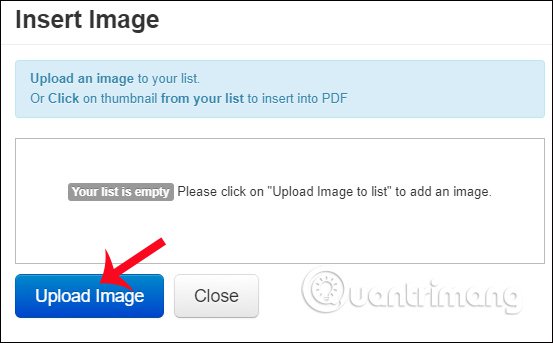 Insert Image
Upload an image to your list.
Or Click on thumbnail from your list to insert into PDF
Your list is empty Please click on "Upload Image to list" to add an image.
Upload Image
Close
Quantrimang